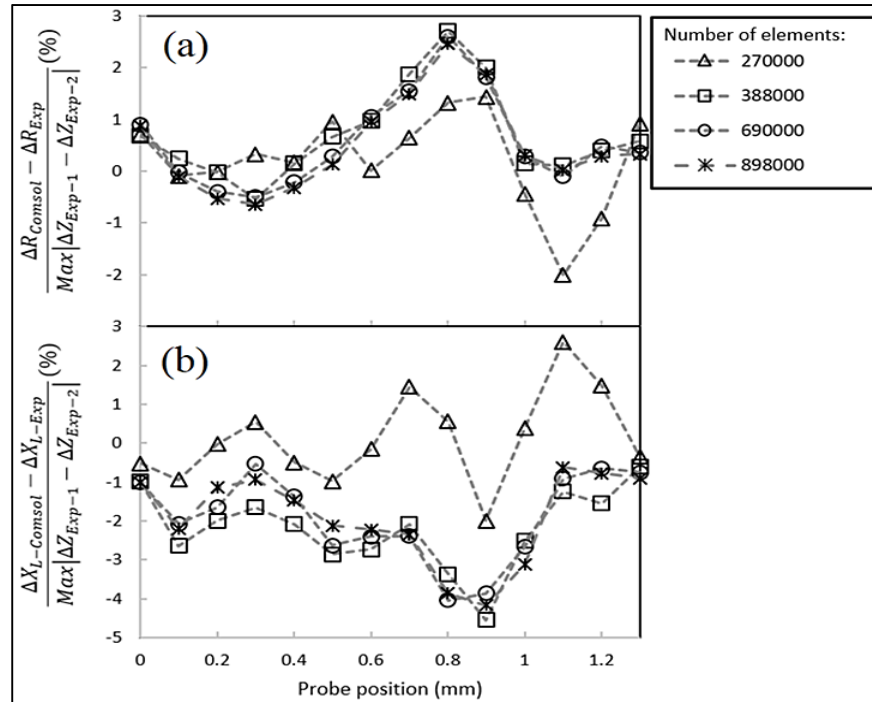 (a)
3
2
1
0
-1
-2
ΔR_Comsol − ΔR_Exp
Max|ΔZ_Exp-1 − ΔZ_Exp-2|
(%)
Number of elements:
270000
388000
690000
898000
(b)
3
2
1
0
-1
-2
-3
-4
-5
ΔX_L-Comsol − ΔX_L-Exp
Max|ΔZ_Exp-1 − ΔZ_Exp-2|
(%)
0 0.2 0.4 0.6 0.8 1 1.2
Probe position (mm)